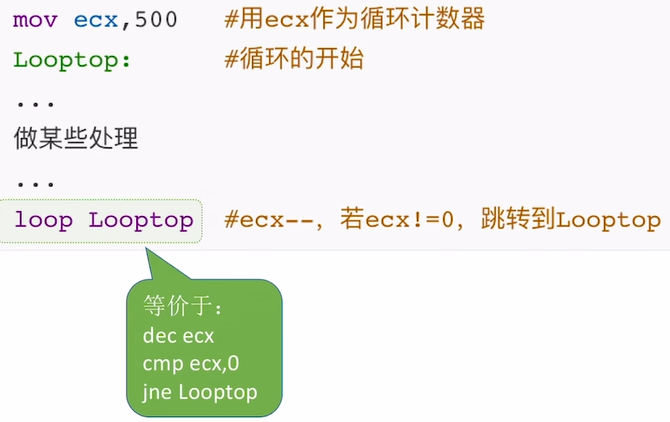 mov ecx,500 #用ecx作为循环计数器
Looptop: #循环的开始
...
做某些处理
...
loop Looptop #ecx--，若ecx!=0，跳转到Looptop
等价于：
dec ecx
cmp ecx,0
jne Looptop